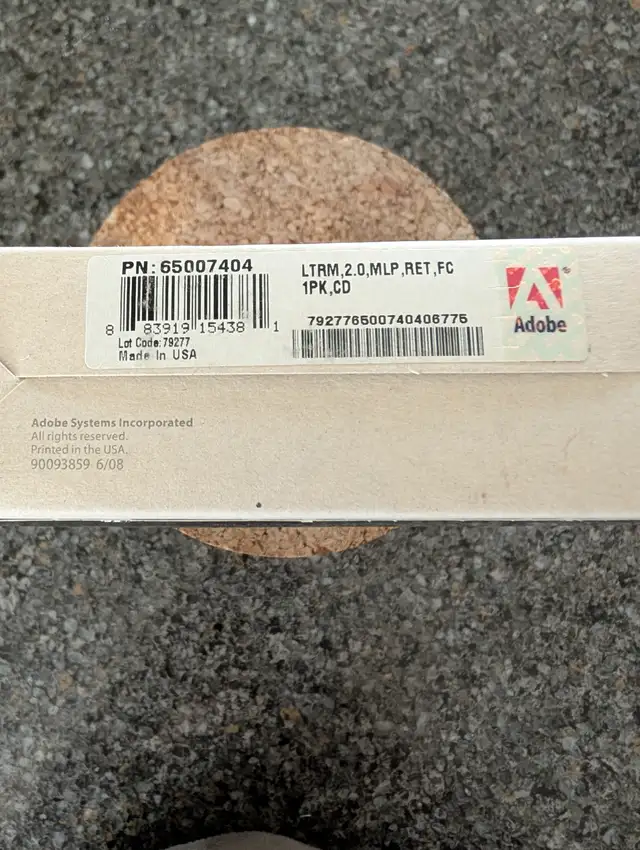 PN:65007404
8 83919 15438 1
Lot Code: 79277
Made In USA
LTRM,2.0,MLP,RET,FC
1PK,CD
792776500740406775
Adobe
Adobe Systems Incorporated
All rights reserved.
Printed in the USA.
90093859 6/08